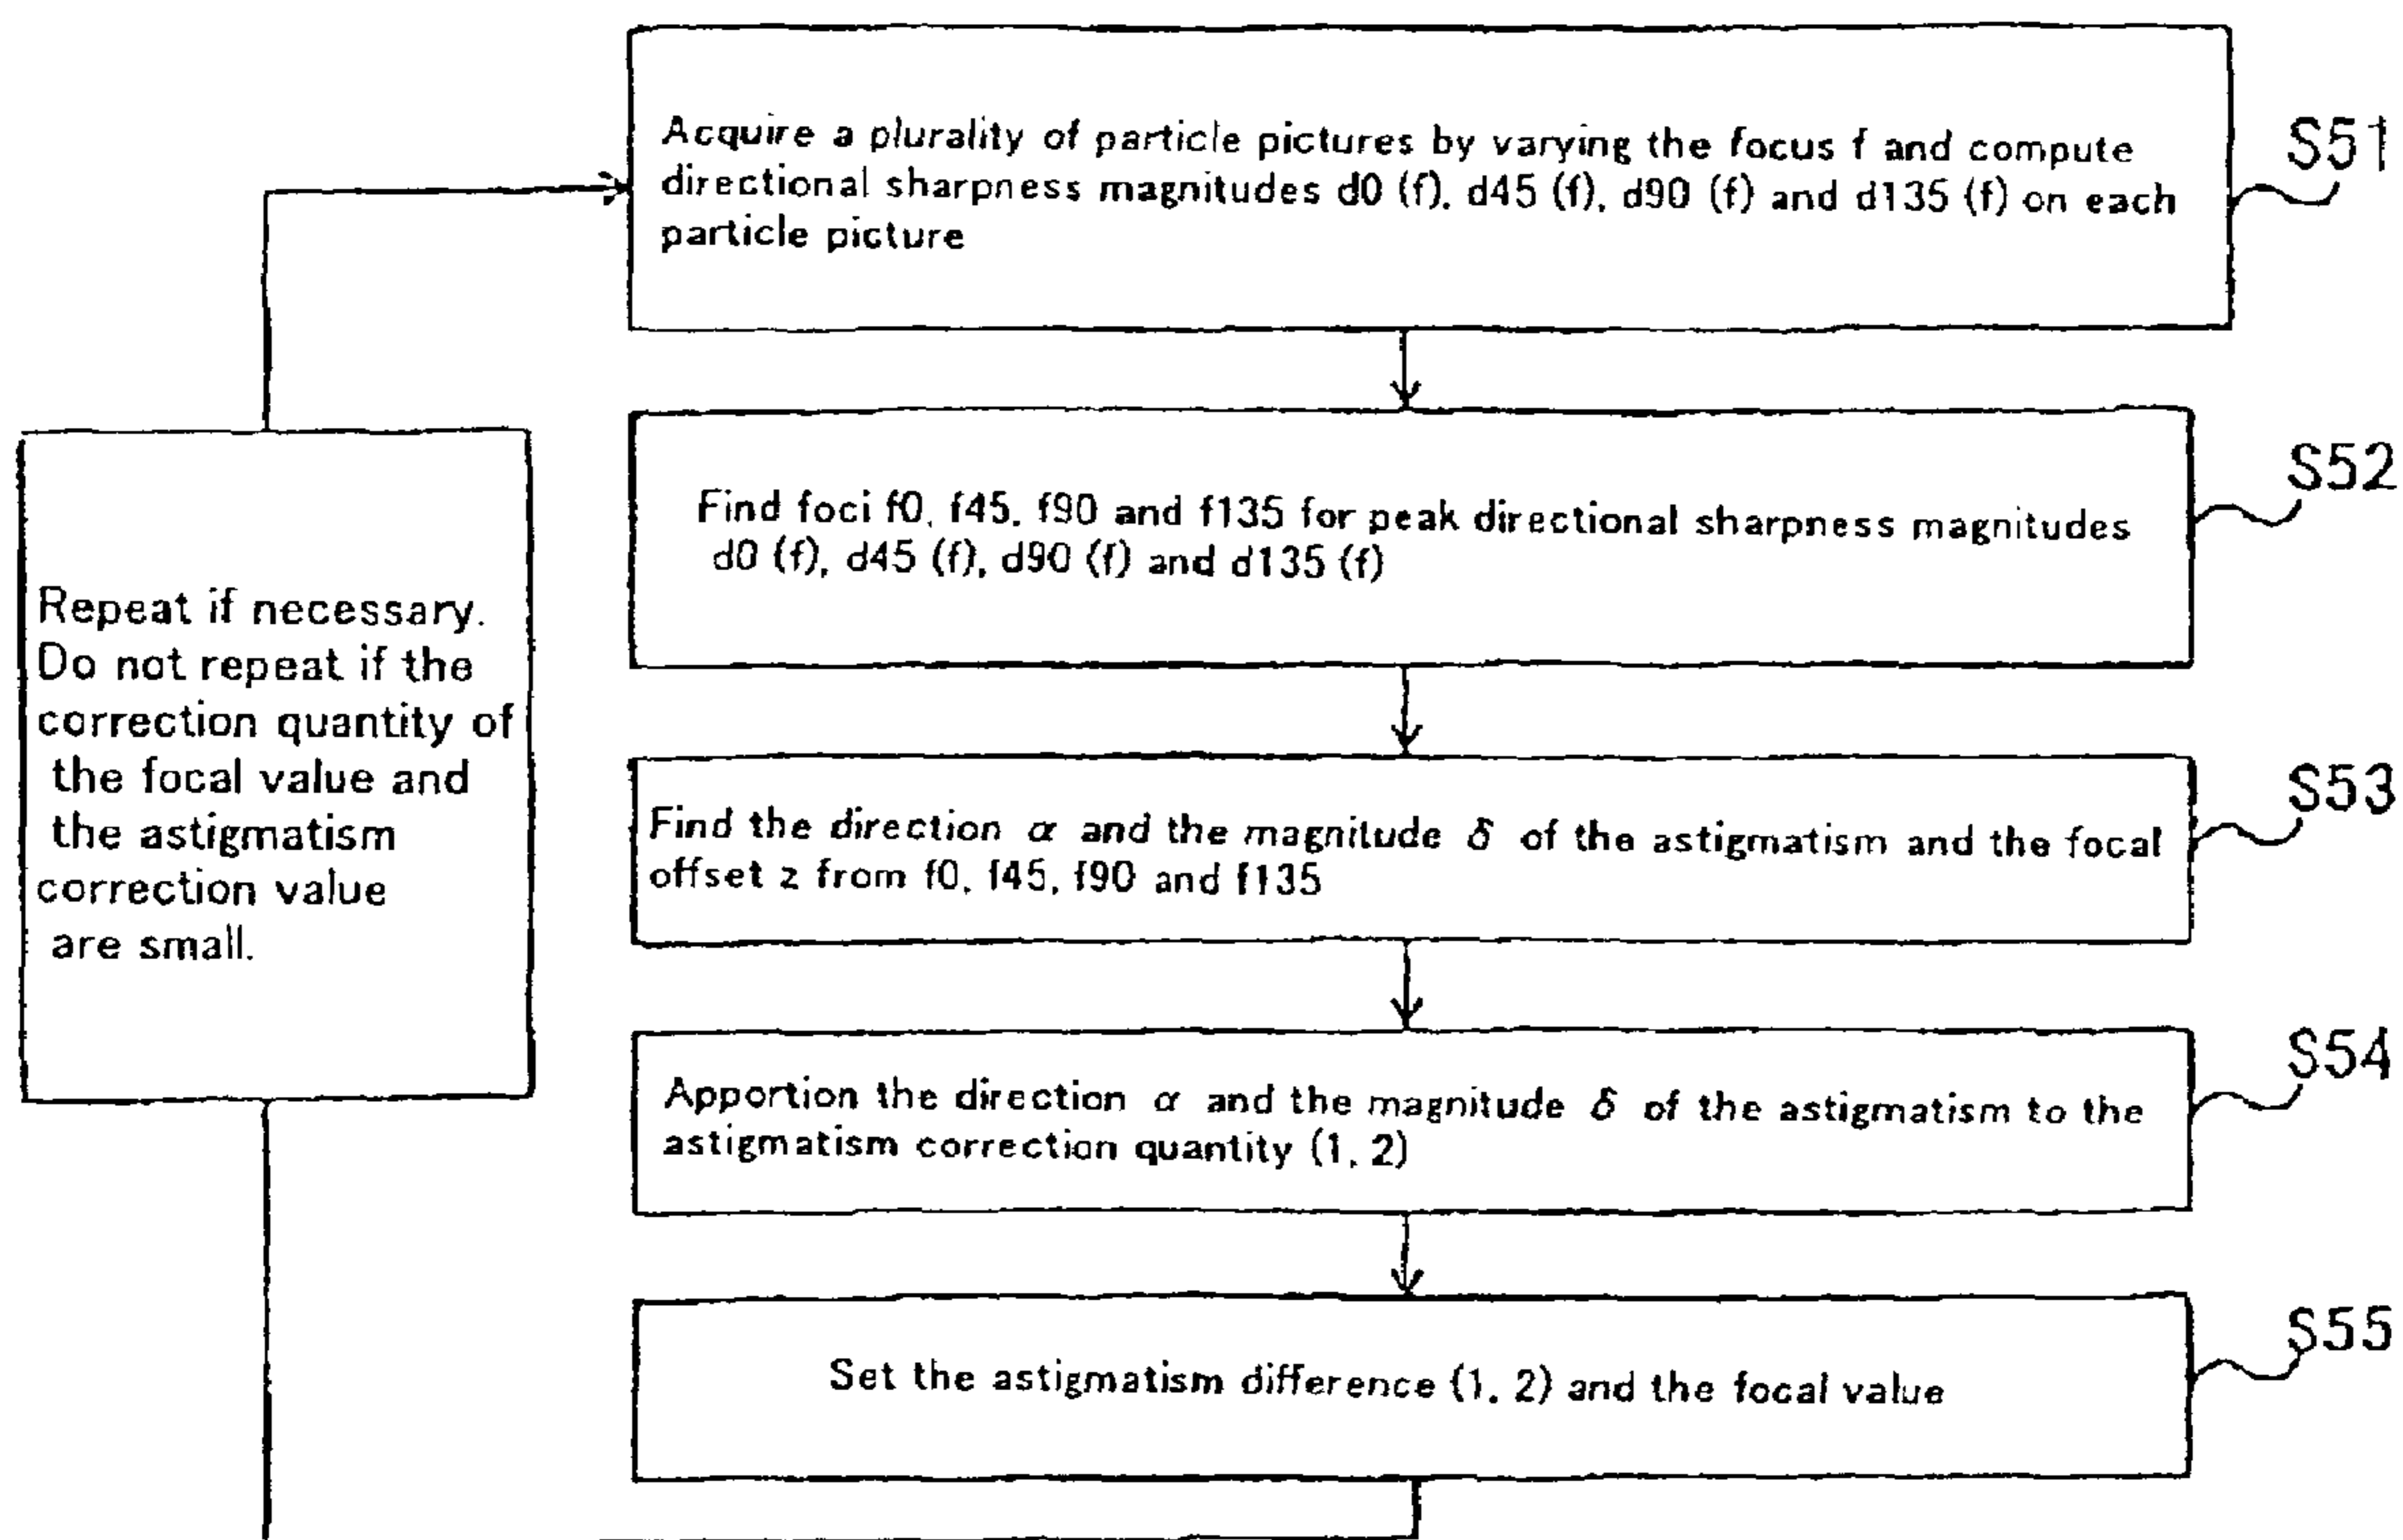 Acquire a plurality of particle pictures by varying the focus f and compute
directional sharpness magnitudes d0 (f), d45 (f), d90 (f) and d135 (f) on each
particle picture
S51
Find foci f0, f45, f90 and f135 for peak directional sharpness magnitudes
d0 (f), d45 (f), d90 (f) and d135 (f)
S52
Find the direction α and the magnitude δ of the astigmatism and the focal
offset z from f0, f45, f90 and f135
S53
Apportion the direction α and the magnitude δ of the astigmatism to the
astigmatism correction quantity (1, 2)
S54
Set the astigmatism difference (1, 2) and the focal value
S55
Repeat if necessary.
Do not repeat if the
correction quantity of
the focal value and
the astigmatism
correction value
are small.